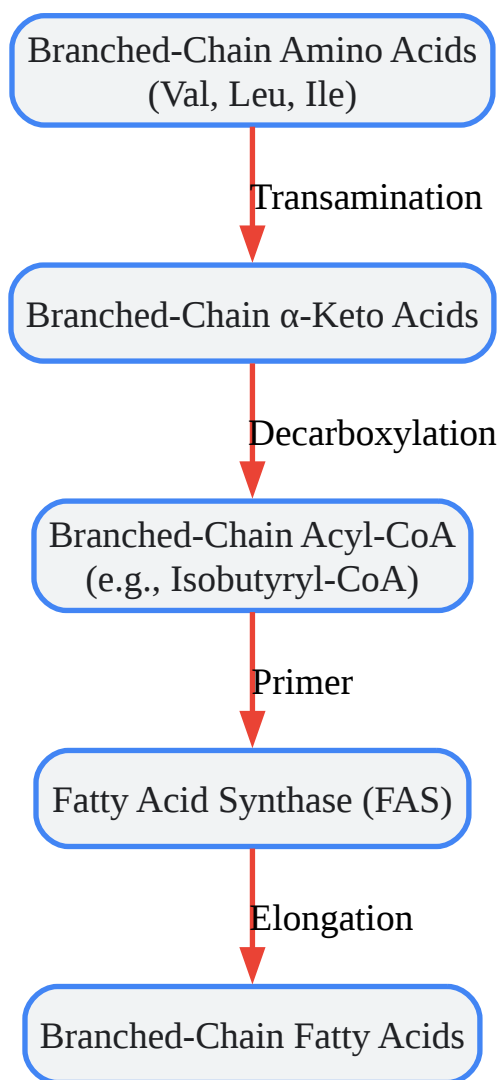 Branched-Chain Amino Acids
(Val, Leu, Ile)
Transamination
Branched-Chain α-Keto Acids
Decarboxylation
Branched-Chain Acyl-CoA
(e.g., Isobutyryl-CoA)
Primer
Fatty Acid Synthase (FAS)
Elongation
Branched-Chain Fatty Acids